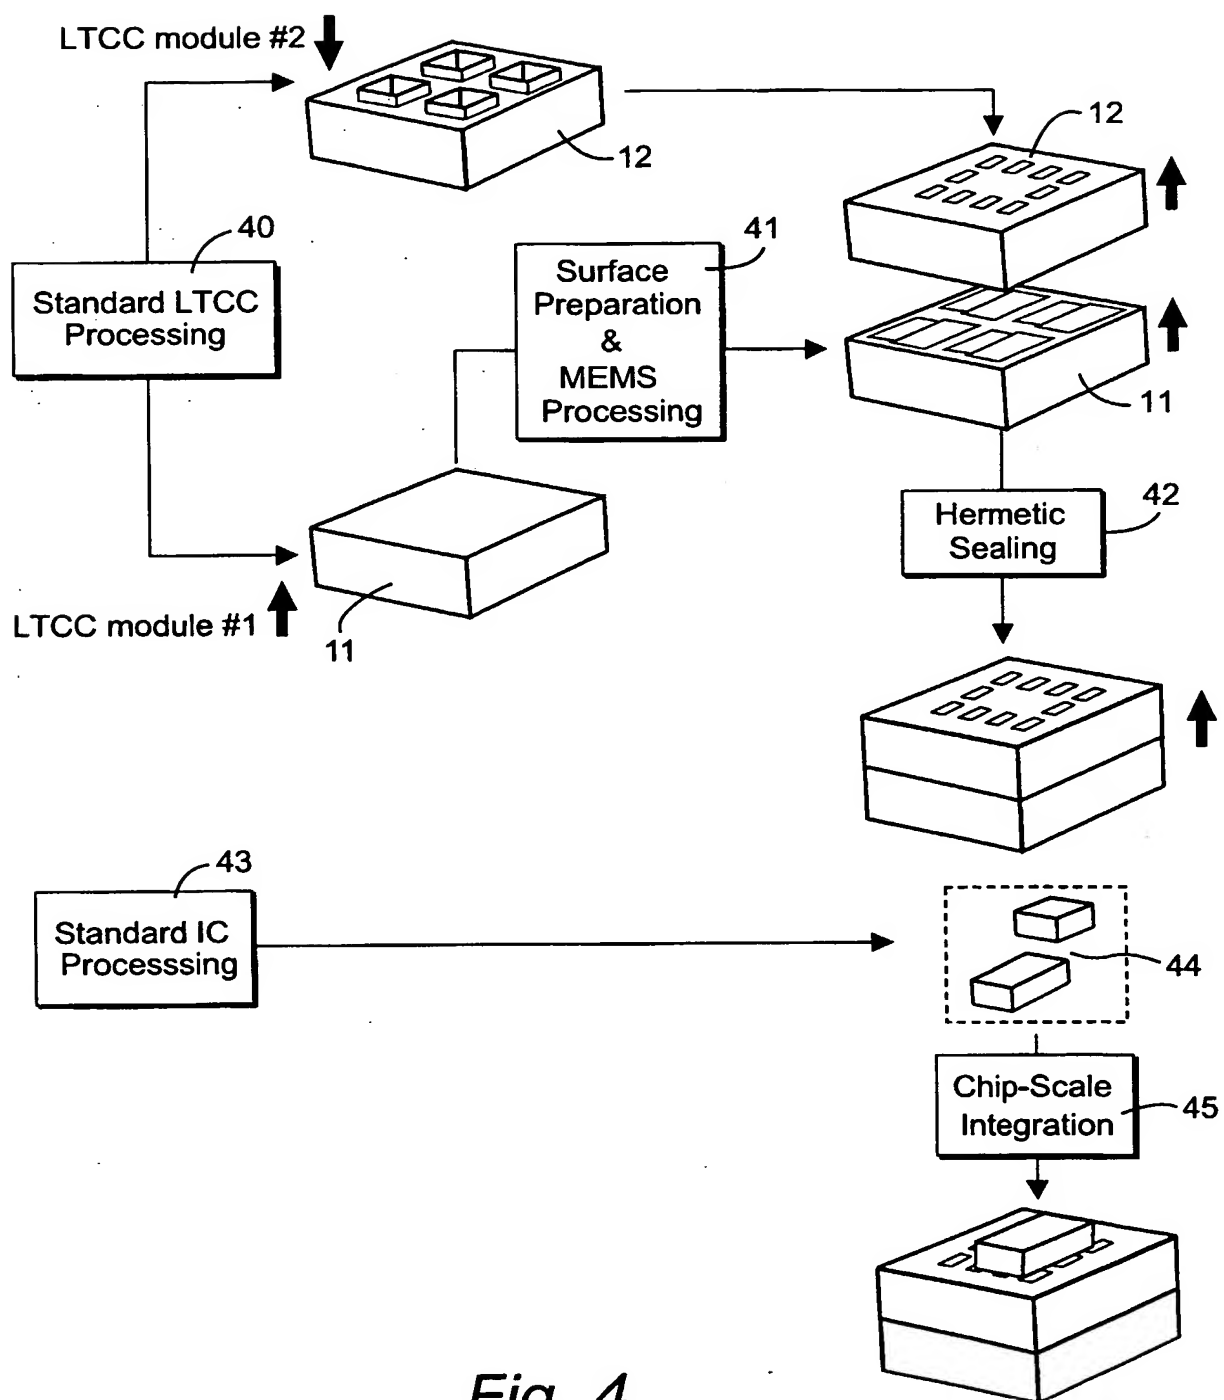 LTCC module #2
12
12
40
Standard LTCC
Processing
41
Surface
Preparation
&
MEMS
Processing
11
42
Hermetic
Sealing
LTCC module #1
11
43
Standard IC
Processsing
44
Chip-Scale
Integration
45
Fig. 4